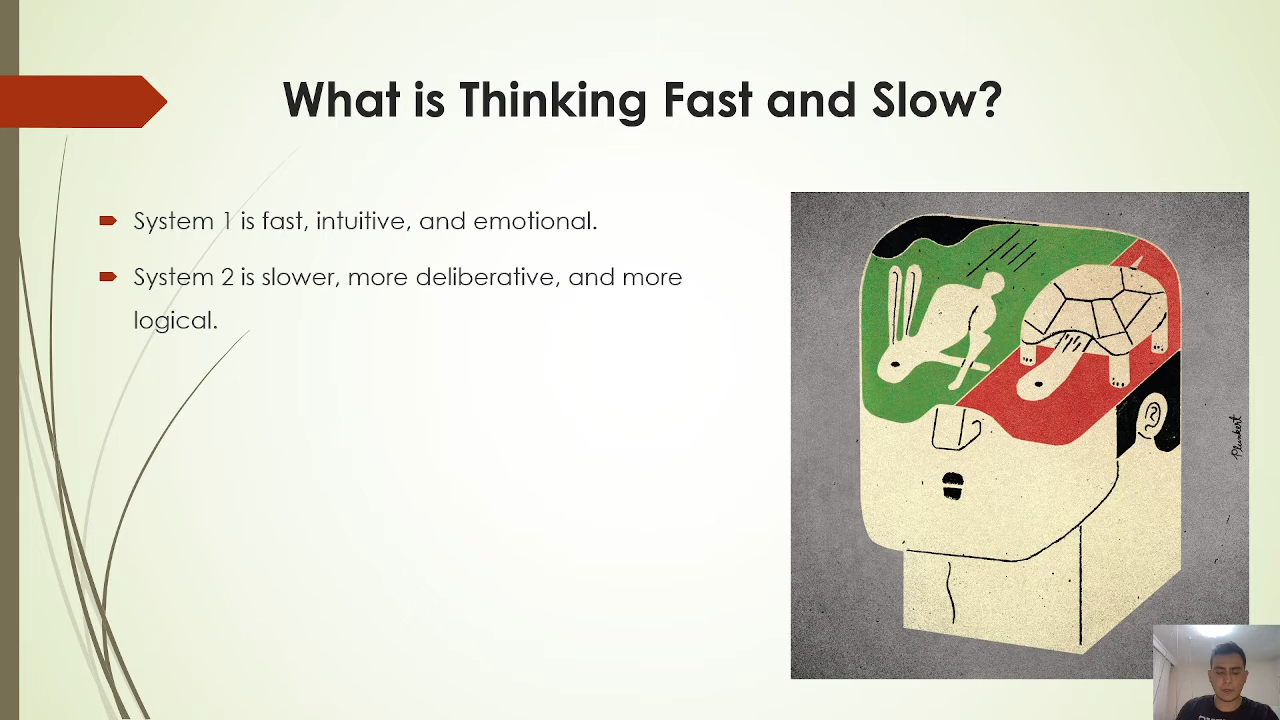 What is Thinking Fast and Slow?
System 1 is fast, intuitive, and emotional.
System 2 is slower, more deliberative, and more
logical.
Plunkert